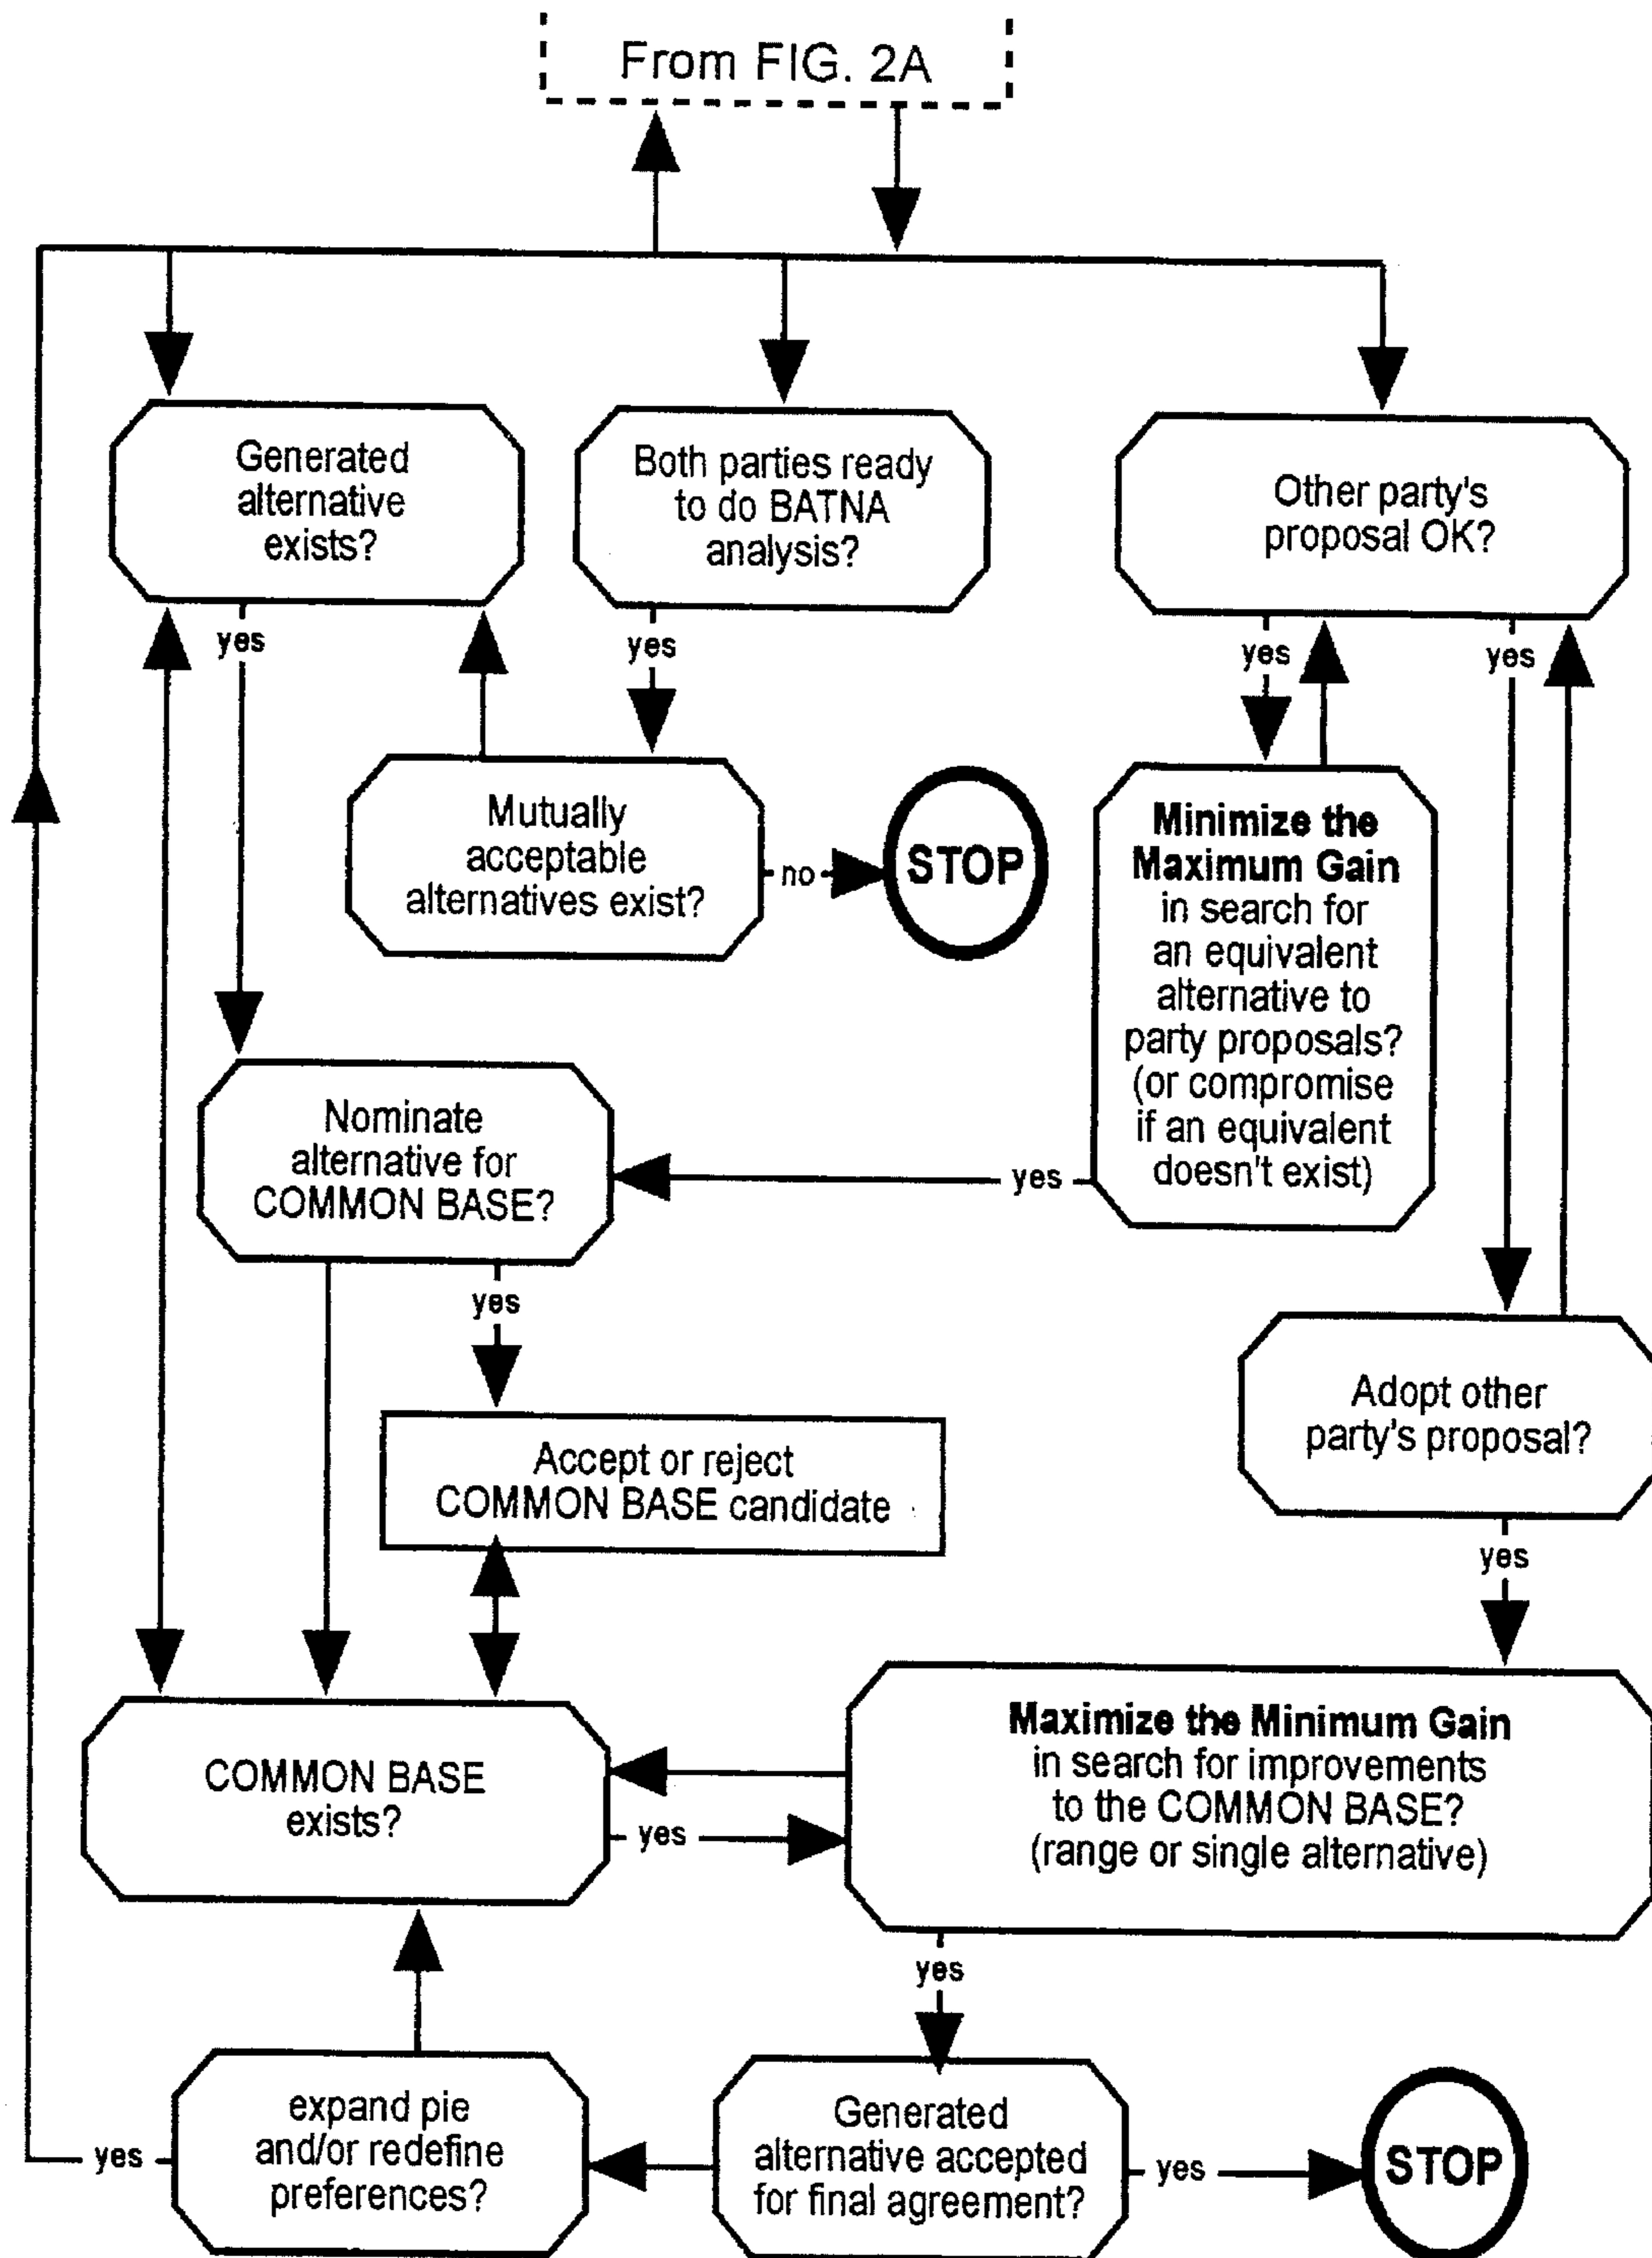 From FIG. 2A
Generated
alternative
exists?
Both parties ready
to do BATNA
analysis?
Other party's
proposal OK?
yes
yes
yes
yes
Mutually
acceptable
alternatives exist?
no
STOP
Minimize the
Maximum Gain
in search for
an equivalent
alternative to
party proposals?
(or compromise
if an equivalent
doesn't exist)
Nominate
alternative for
COMMON BASE?
yes
yes
Accept or reject
COMMON BASE candidate
Adopt other
party's proposal?
yes
COMMON BASE
exists?
yes
Maximize the Minimum Gain
in search for improvements
to the COMMON BASE?
(range or single alternative)
yes
expand pie
and/or redefine
preferences?
yes
Generated
alternative accepted
for final agreement?
yes
STOP